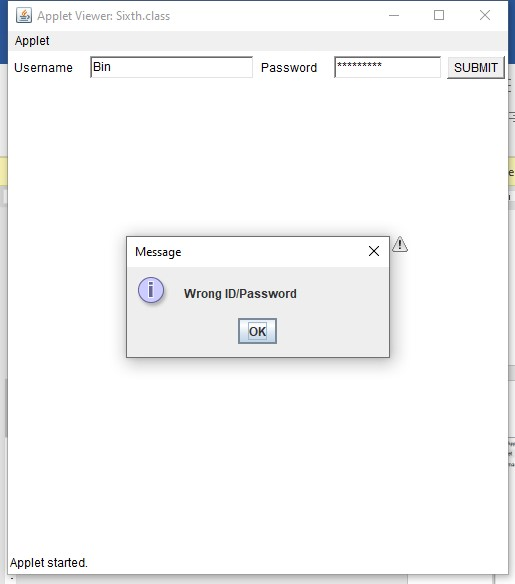 Applet Viewer: Sixth.class
Applet
Username Bin Password ********* SUBMIT
Message
Wrong ID/Password
OK
Applet started.